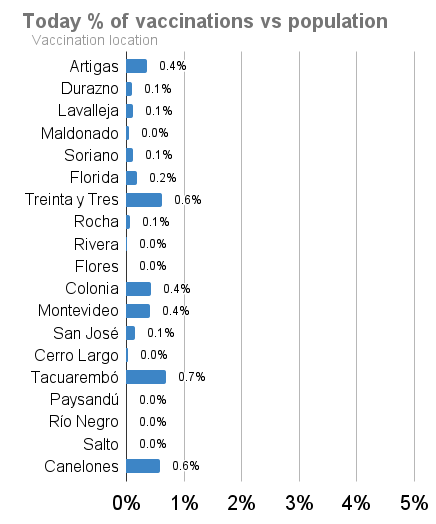 Today % of vaccinations vs population
Vaccination location
Artigas 0.4%
Durazno 0.1%
Lavalleja 0.1%
Maldonado 0.0%
Soriano 0.1%
Florida 0.2%
Treinta y Tres 0.6%
Rocha 0.1%
Rivera 0.0%
Flores 0.0%
Colonia 0.4%
Montevideo 0.4%
San José 0.1%
Cerro Largo 0.0%
Tacuarembó 0.7%
Paysandú 0.0%
Río Negro 0.0%
Salto 0.0%
Canelones 0.6%
0% 1% 2% 3% 4% 5%